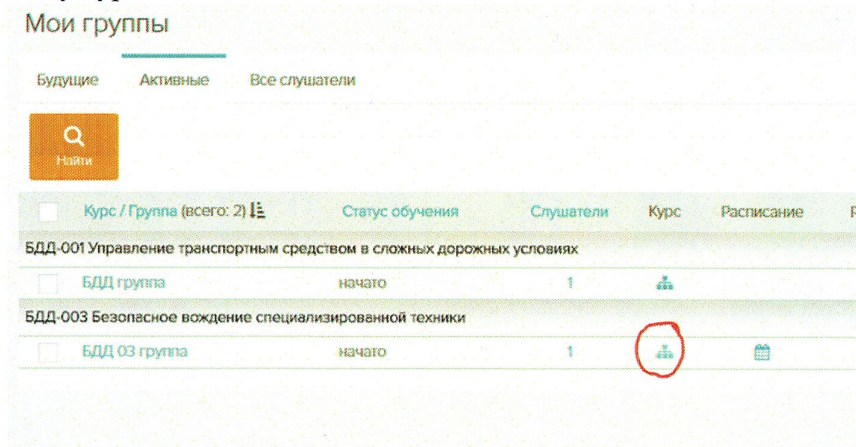 Мои группы
Будущие Активные Все слушатели
Найти
Курс / Группа (всего: 2) Статус обучения Слушатели Курс Расписание
БДД-001 Управление транспортным средством в сложных дорожных условиях
БДД группа начато 1
БДД-003 Безопасное вождение специализированной техники
БДД 03 группа начато 1